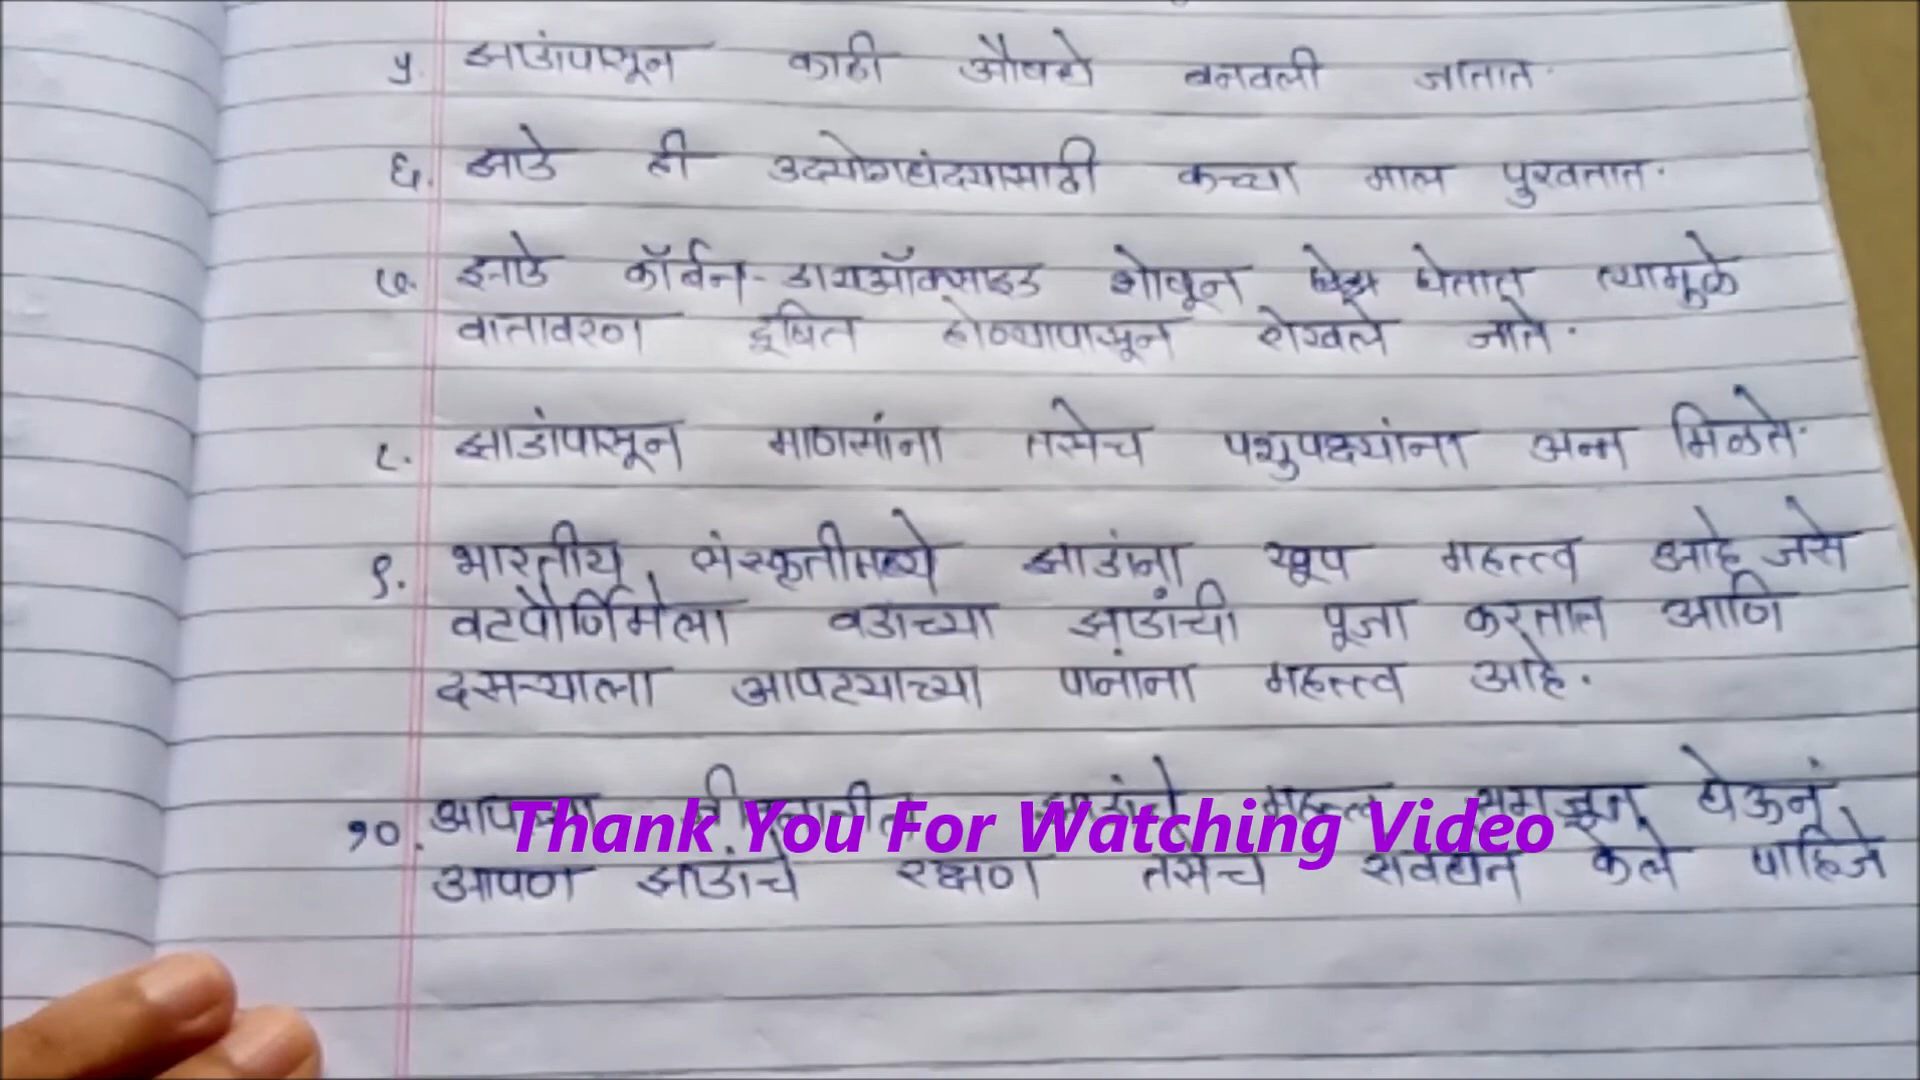 ५. झाडांपासून काही औषधे बनवली जातात.
६. झाडे ही उद्योगधंद्यासाठी कच्चा माल पुरवतात.
७. झाडे कॉर्बन-डायऑक्साइड शोषून घेतात त्यामुळे
वातावरण दूषित होण्यापासून रोखले जाते.
८. झाडांपासून माणसांना तसेच पशुपक्ष्यांना अन्न मिळते.
९. भारतीय संस्कृतीमध्ये झाडांना खूप महत्त्व आहे जसे
वटपौर्णिमेला वडाच्या झाडांची पूजा करतात आणि
दसऱ्याला आपट्याच्या पानांना महत्त्व आहे.
१०. आपल्या झाडांचे महत्त्व समजून घेऊन
Thank You For Watching Video
आपण झाडांचे रक्षण तसेच संवर्धन केले पाहिजे